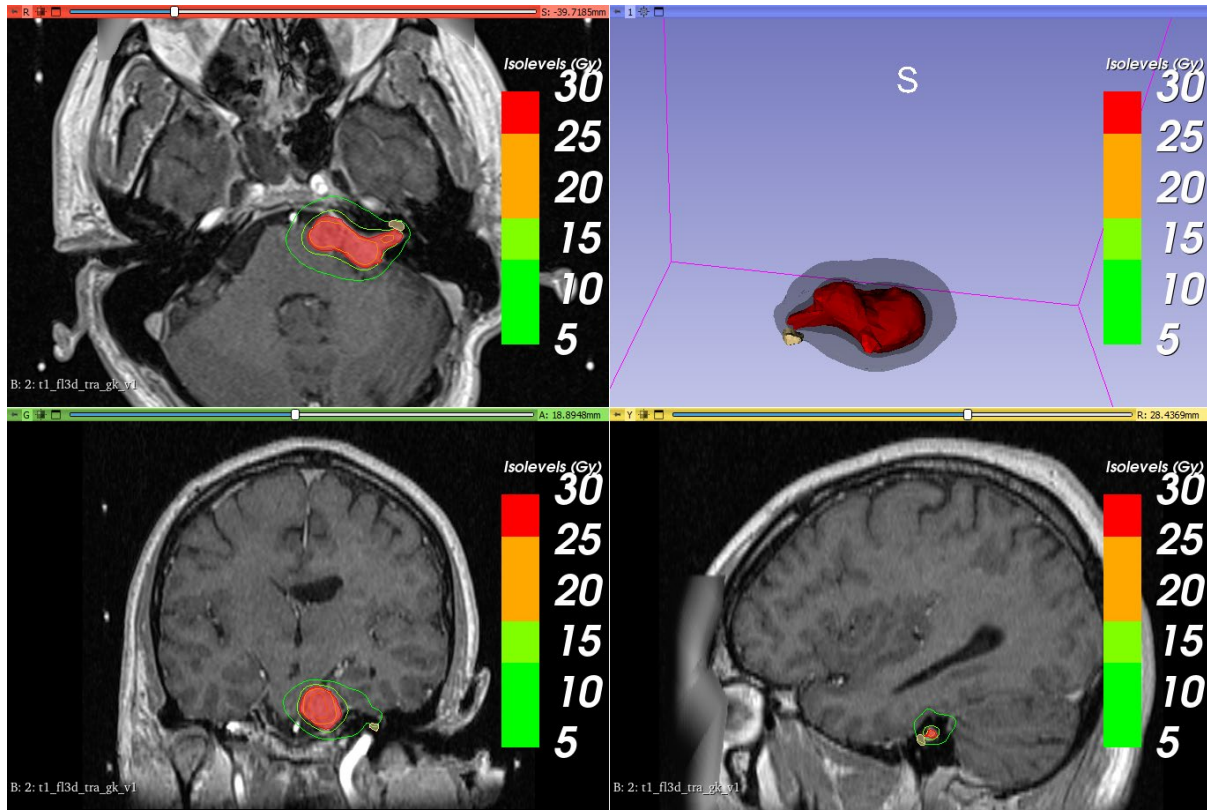 R
S: -39.7185mm
Isolevels (Gy)
30
25
20
15
10
5
B: 2: t1_fl3d_tra_gk_v1
1
S
Isolevels (Gy)
30
25
20
15
10
5
G
A: 18.8948mm
Isolevels (Gy)
30
25
20
15
10
5
B: 2: t1_fl3d_tra_gk_v1
Y
R: 28.4369mm
Isolevels (Gy)
30
25
20
15
10
5
B: 2: t1_fl3d_tra_gk_v1